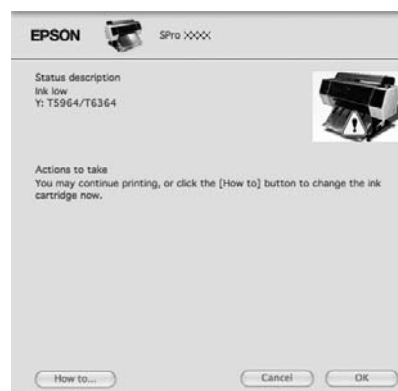 EPSON SPro XXXX
Status description
Ink low
Y: T5964/T6364
Actions to take
You may continue printing, or click the [How to] button to change the ink
cartridge now.
How to... Cancel OK